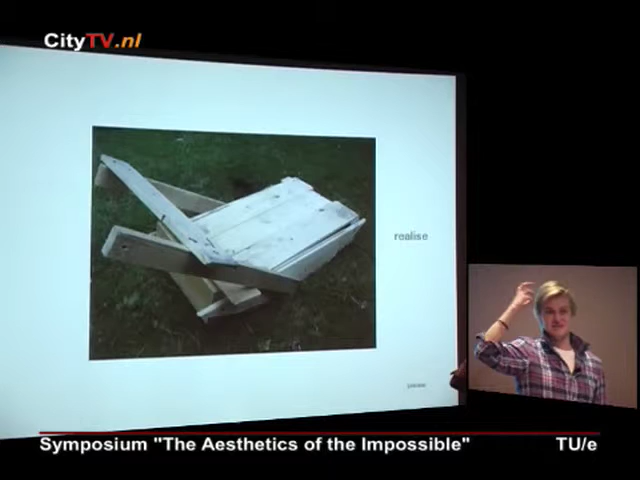 CityTV.nl
realise
Symposium "The Aesthetics of the Impossible" TU/e